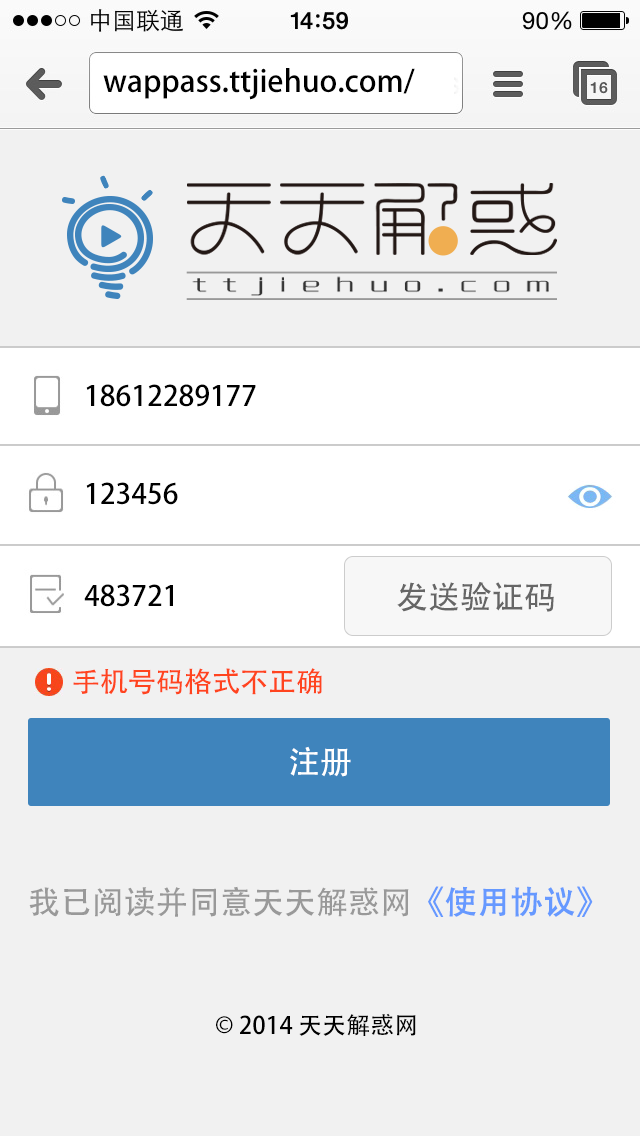 中国联通 14:59 90%
wappass.ttjiehuo.com/ 16
天天解惑
ttjiehuo.com
18612289177
123456
483721 发送验证码
手机号码格式不正确
注册
我已阅读并同意天天解惑网《使用协议》
© 2014 天天解惑网